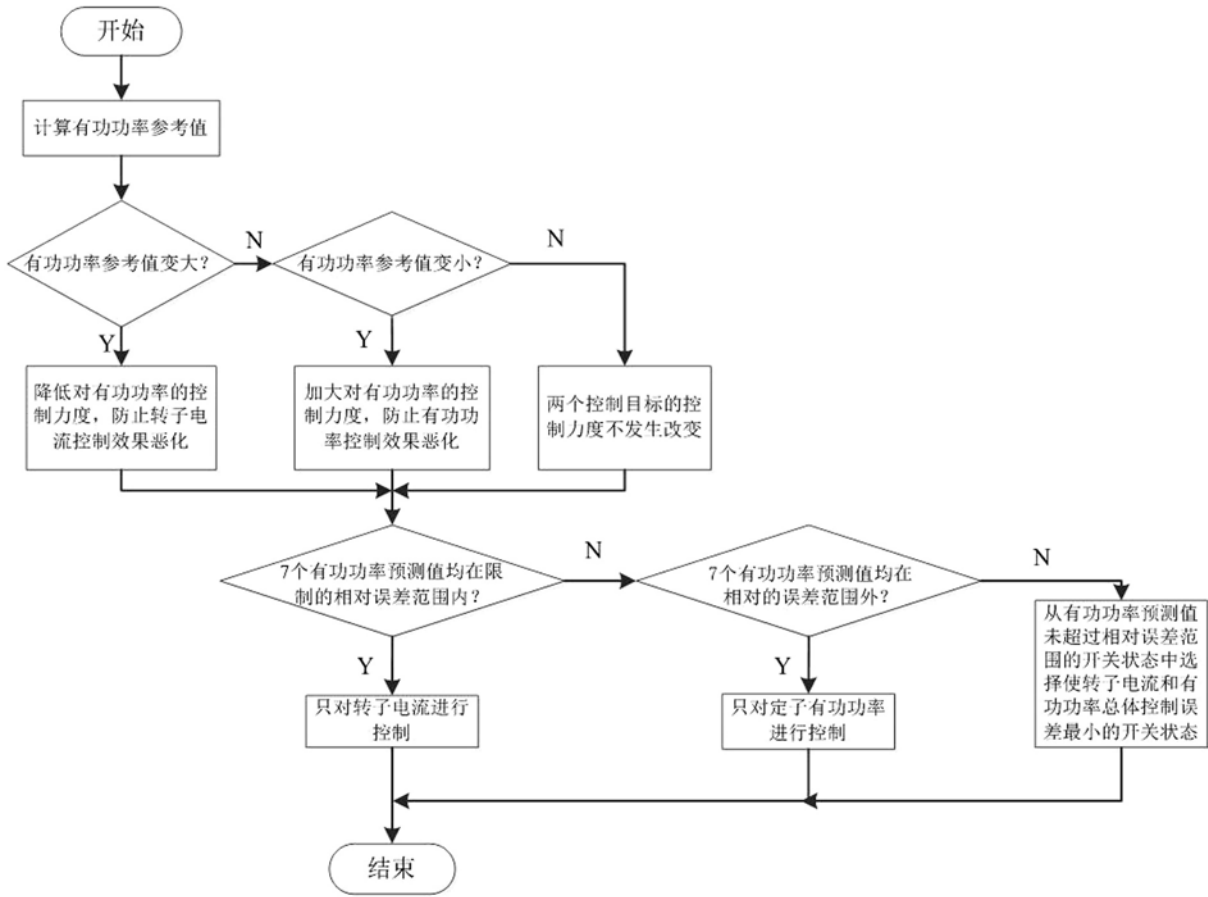 开始
计算有功功率参考值
有功功率参考值变大?
N
有功功率参考值变小?
N
Y
Y
降低对有功功率的控
制力度，防止转子电
流控制效果恶化
加大对有功功率的控
制力度，防止有功功
率控制效果恶化
两个控制目标的控
制力度不发生改变
7个有功功率预测值均在限
制的相对误差范围内?
N
7个有功功率预测值均在
相对的误差范围外?
N
Y
Y
只对转子电流进行
控制
只对定子有功功率
进行控制
从有功功率预测值
未超过相对误差范
围的开关状态中选
择使转子电流和有
功功率总体控制误
差最小的开关状态
结束